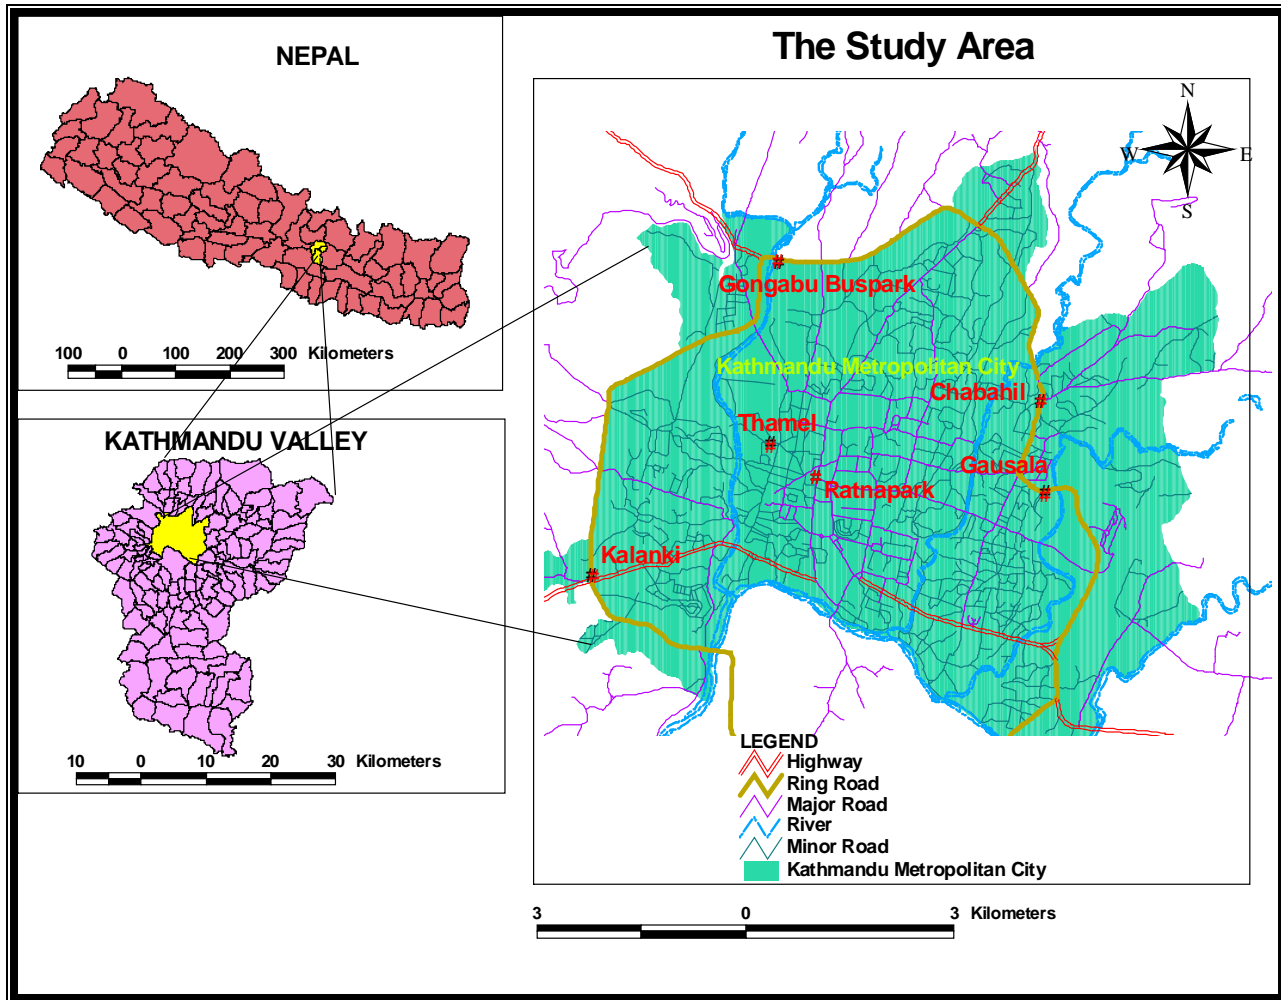 The Study Area
NEPAL
100 0 100 200 300 Kilometers
KATHMANDU VALLEY
10 0 10 20 30 Kilometers
N
W E
S
Gongabu Buspark
Kathmandu Metropolitan City
Chabahil
Thamel
Gausala
Ratnapark
Kalanki
# # # # # #
LEGEND
Highway
Ring Road
Major Road
River
Minor Road
Kathmandu Metropolitan City
3 0 3 Kilometers